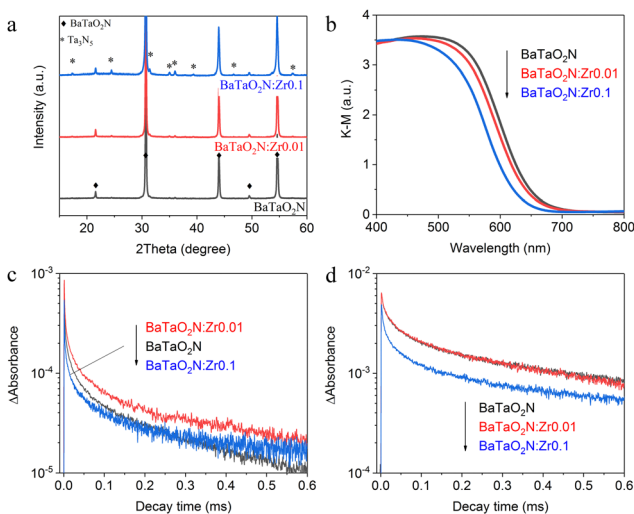 a
♦ BaTaO₂N
* Ta₃N₅
* * * * * * * *
BaTaO₂N:Zr0.1
BaTaO₂N:Zr0.01
BaTaO₂N
Intensity (a.u.)
20 30 40 50 60
2Theta (degree)
b
4
3
2
1
0
K-M (a.u.)
BaTaO₂N
BaTaO₂N:Zr0.01
BaTaO₂N:Zr0.1
400 500 600 700 800
Wavelength (nm)
c
10⁻³
10⁻⁴
10⁻⁵
ΔAbsorbance
BaTaO₂N:Zr0.01
BaTaO₂N
BaTaO₂N:Zr0.1
0.0 0.1 0.2 0.3 0.4 0.5 0.6
Decay time (ms)
d
10⁻²
10⁻³
10⁻⁴
ΔAbsorbance
BaTaO₂N
BaTaO₂N:Zr0.01
BaTaO₂N:Zr0.1
0.0 0.1 0.2 0.3 0.4 0.5 0.6
Decay time (ms)